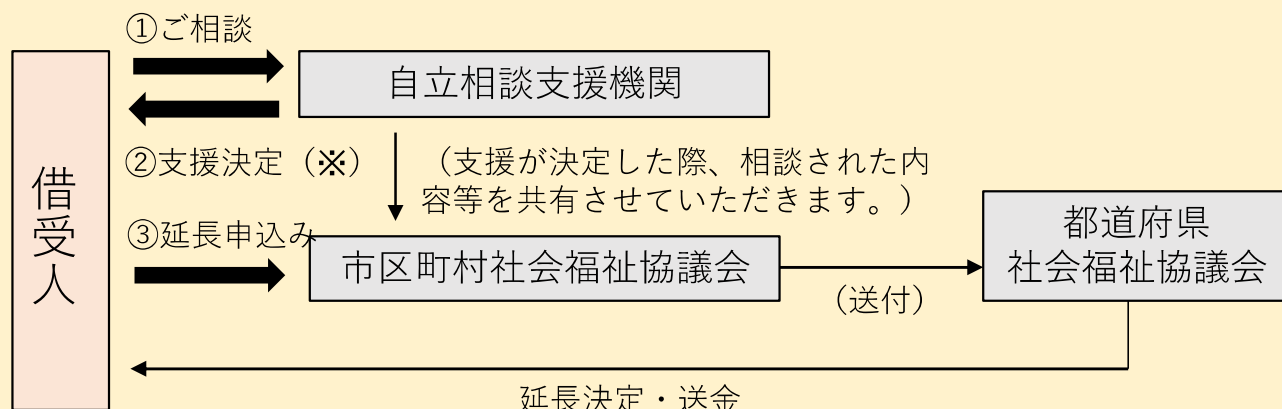 ①ご相談
自立相談支援機関
②支援決定（※）
（支援が決定した際、相談された内
容等を共有させていただきます。）
借受人
③延長申込み
市区町村社会福祉協議会
（送付）
都道府県
社会福祉協議会
延長決定・送金